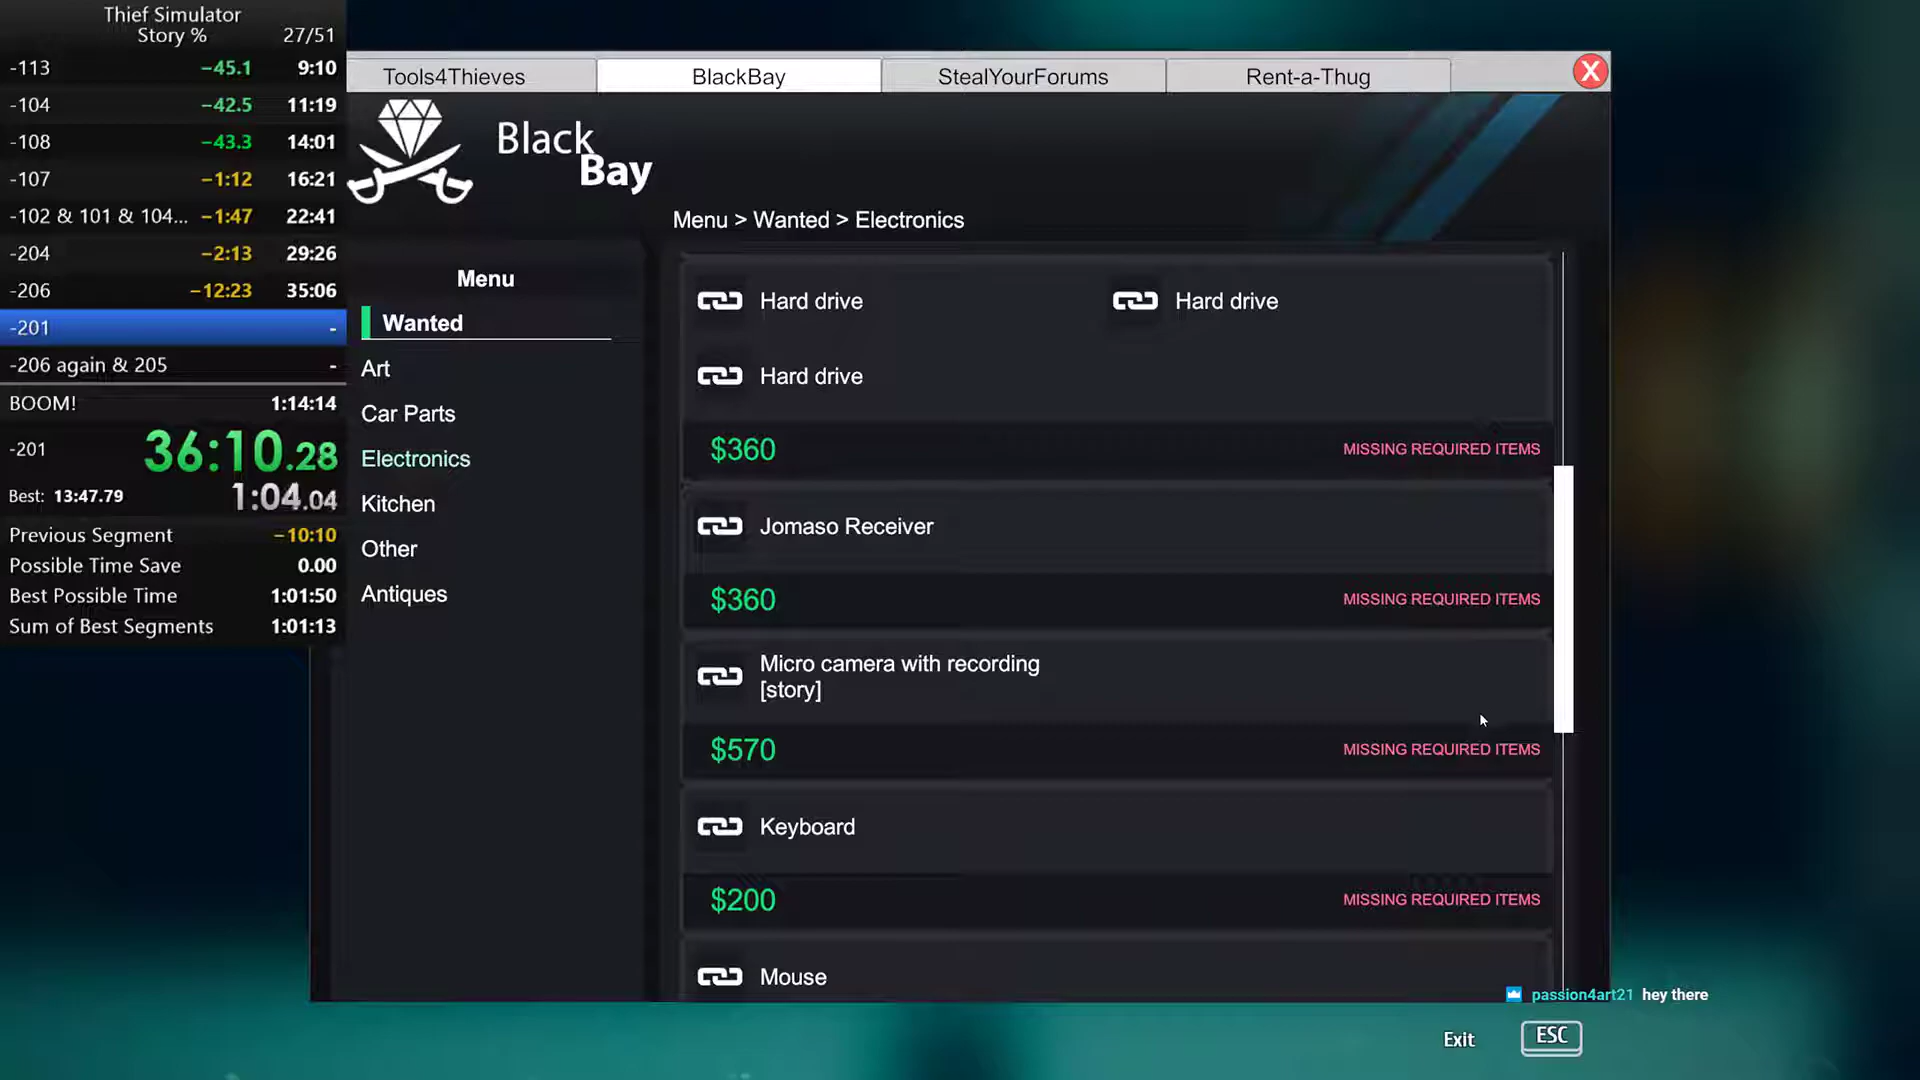 Thief Simulator
Story % 27/51
-113 −45.1 9:10
-104 −42.5 11:19
-108 −43.3 14:01
-107 −1:12 16:21
-102 & 101 & 104... −1:47 22:41
-204 −2:13 29:26
-206 −12:23 35:06
-201 -
-206 again & 205 -
BOOM! 1:14:14
-201 36:10.28
Best: 13:47.79 1:04.04
Previous Segment −10:10
Possible Time Save 0.00
Best Possible Time 1:01:50
Sum of Best Segments 1:01:13
Tools4Thieves BlackBay StealYourForums Rent-a-Thug X
Black
Bay
Menu > Wanted > Electronics
Menu
Wanted
Art
Car Parts
Electronics
Kitchen
Other
Antiques
Hard drive Hard drive
Hard drive
$360 MISSING REQUIRED ITEMS
Jomaso Receiver
$360 MISSING REQUIRED ITEMS
Micro camera with recording
[story]
$570 MISSING REQUIRED ITEMS
Keyboard
$200 MISSING REQUIRED ITEMS
Mouse
passion4art21 hey there
Exit ESC